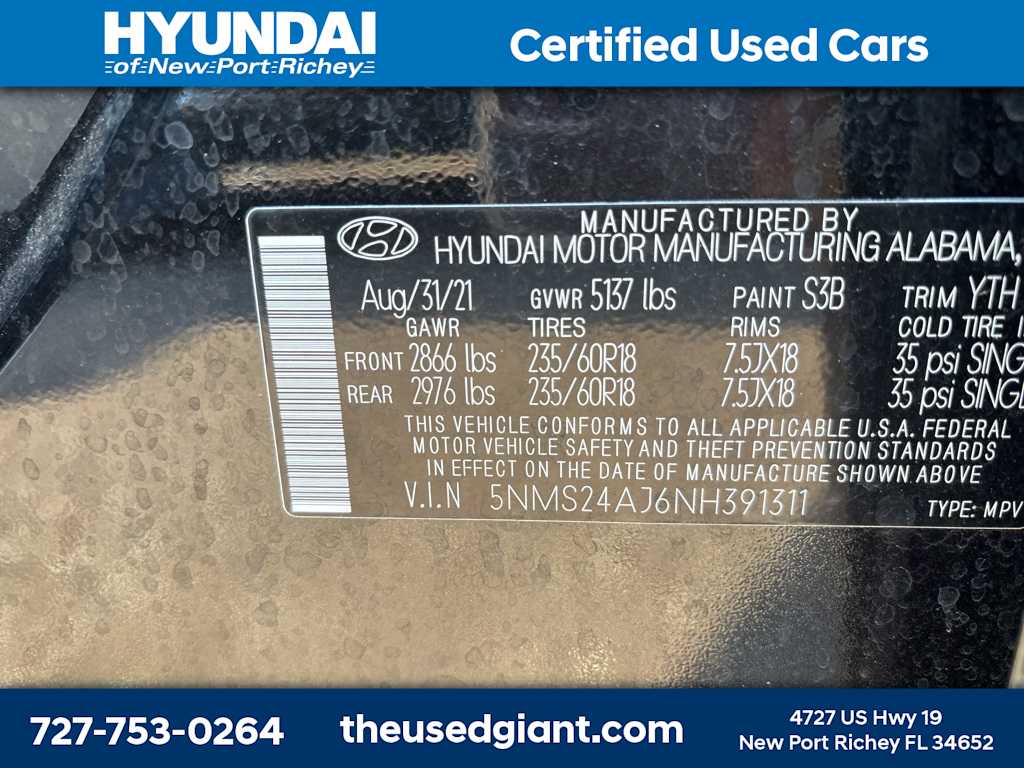 HYUNDAI
of New Port Richey
Certified Used Cars
MANUFACTURED BY
HYUNDAI MOTOR MANUFACTURING ALABAMA,
Aug/31/21 GVWR 5137 lbs PAINT S3B TRIM YTH
GAWR TIRES RIMS COLD TIRE
FRONT 2866 lbs 235/60R18 7.5JX18 35 psi SING
REAR 2976 lbs 235/60R18 7.5JX18 35 psi SINGL
THIS VEHICLE CONFORMS TO ALL APPLICABLE U.S.A. FEDERAL
MOTOR VEHICLE SAFETY AND THEFT PREVENTION STANDARDS
IN EFFECT ON THE DATE OF MANUFACTURE SHOWN ABOVE
V.I.N 5NMS24AJ6NH391311 TYPE: MPV
727-753-0264
theusedgiant.com
4727 US Hwy 19
New Port Richey FL 34652